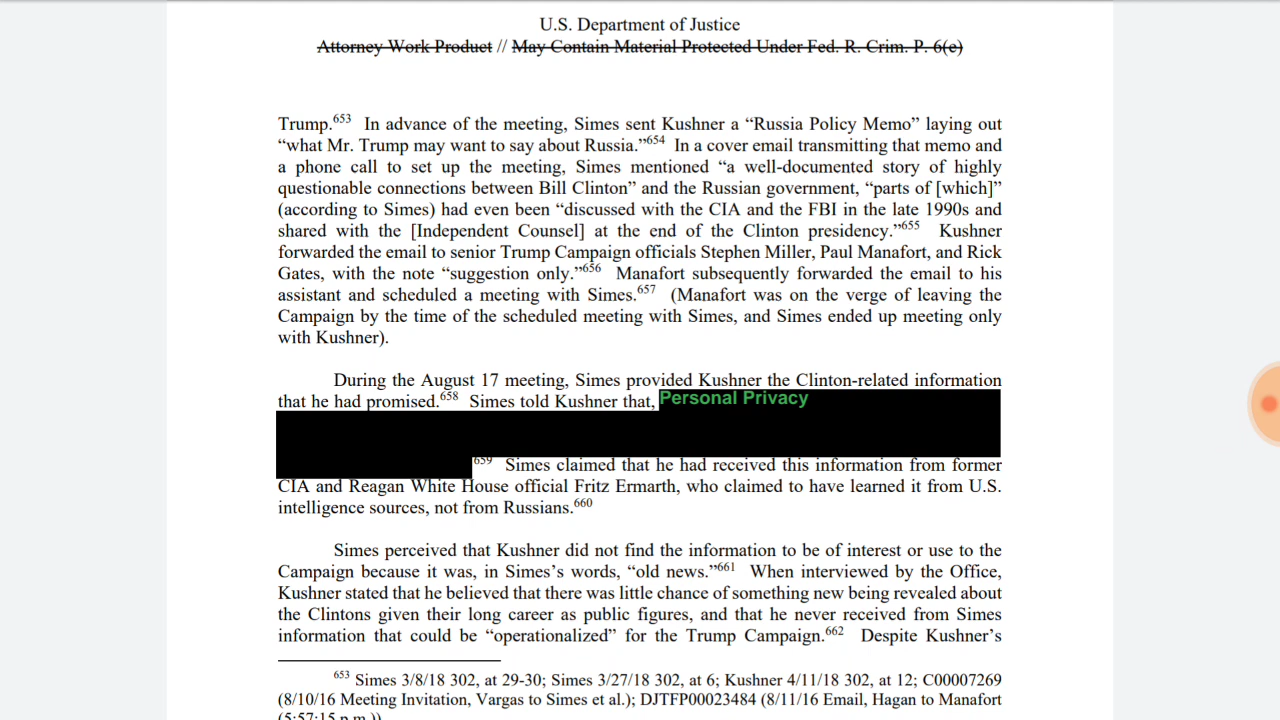 U.S. Department of Justice
Attorney Work Product // May Contain Material Protected Under Fed. R. Crim. P. 6(e)
Trump.653 In advance of the meeting, Simes sent Kushner a “Russia Policy Memo” laying out
“what Mr. Trump may want to say about Russia.”654 In a cover email transmitting that memo and
a phone call to set up the meeting, Simes mentioned “a well-documented story of highly
questionable connections between Bill Clinton” and the Russian government, “parts of [which]”
(according to Simes) had even been “discussed with the CIA and the FBI in the late 1990s and
shared with the [Independent Counsel] at the end of the Clinton presidency.”655 Kushner
forwarded the email to senior Trump Campaign officials Stephen Miller, Paul Manafort, and Rick
Gates, with the note “suggestion only.”656 Manafort subsequently forwarded the email to his
assistant and scheduled a meeting with Simes.657 (Manafort was on the verge of leaving the
Campaign by the time of the scheduled meeting with Simes, and Simes ended up meeting only
with Kushner).
During the August 17 meeting, Simes provided Kushner the Clinton-related information
that he had promised.658 Simes told Kushner that, Personal Privacy
659 Simes claimed that he had received this information from former
CIA and Reagan White House official Fritz Ermarth, who claimed to have learned it from U.S.
intelligence sources, not from Russians.660
Simes perceived that Kushner did not find the information to be of interest or use to the
Campaign because it was, in Simes’s words, “old news.”661 When interviewed by the Office,
Kushner stated that he believed that there was little chance of something new being revealed about
the Clintons given their long career as public figures, and that he never received from Simes
information that could be “operationalized” for the Trump Campaign.662 Despite Kushner’s
653 Simes 3/8/18 302, at 29-30; Simes 3/27/18 302, at 6; Kushner 4/11/18 302, at 12; C00007269
(8/10/16 Meeting Invitation, Vargas to Simes et al.); DJTFP00023484 (8/11/16 Email, Hagan to Manafort
(5:57:15 p.m.))